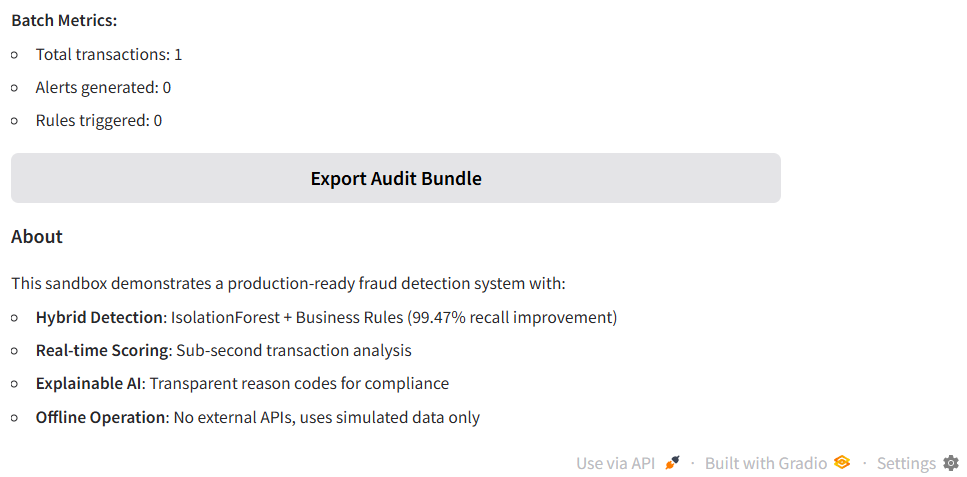 Batch Metrics:
Total transactions: 1
Alerts generated: 0
Rules triggered: 0
Export Audit Bundle
About
This sandbox demonstrates a production-ready fraud detection system with:
Hybrid Detection: IsolationForest + Business Rules (99.47% recall improvement)
Real-time Scoring: Sub-second transaction analysis
Explainable AI: Transparent reason codes for compliance
Offline Operation: No external APIs, uses simulated data only
Use via API · Built with Gradio · Settings